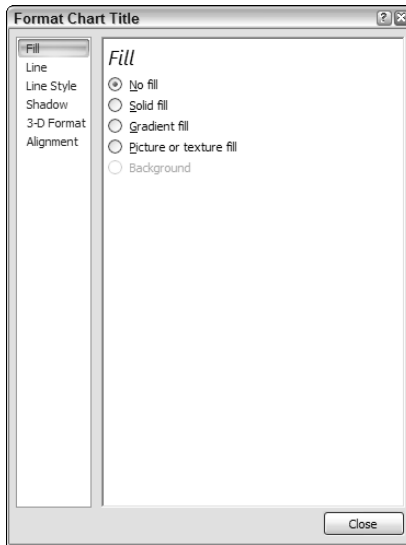 Format Chart Title
Fill
Line
Line Style
Shadow
3-D Format
Alignment
Fill
No fill
Solid fill
Gradient fill
Picture or texture fill
Background
Close